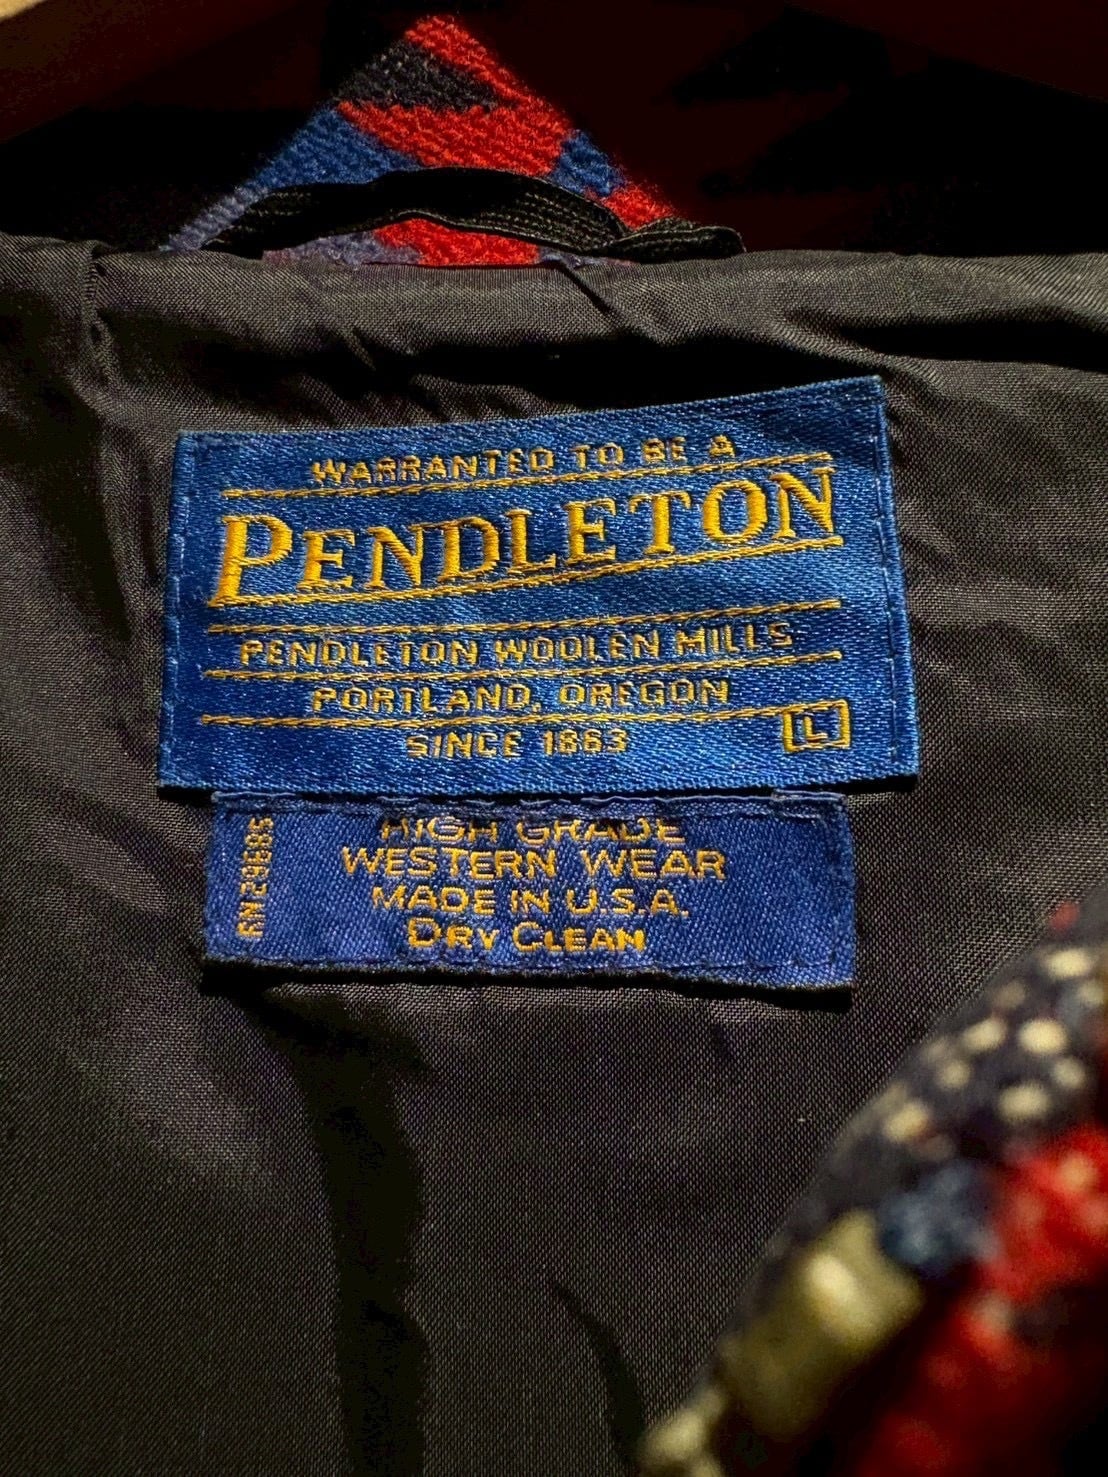 WARRANTED TO BE A
PENDLETON
PENDLETON WOOLEN MILLS
PORTLAND, OREGON
SINCE 1863
L
HIGH GRADE
WESTERN WEAR
MADE IN U.S.A.
DRY CLEAN
RN29685